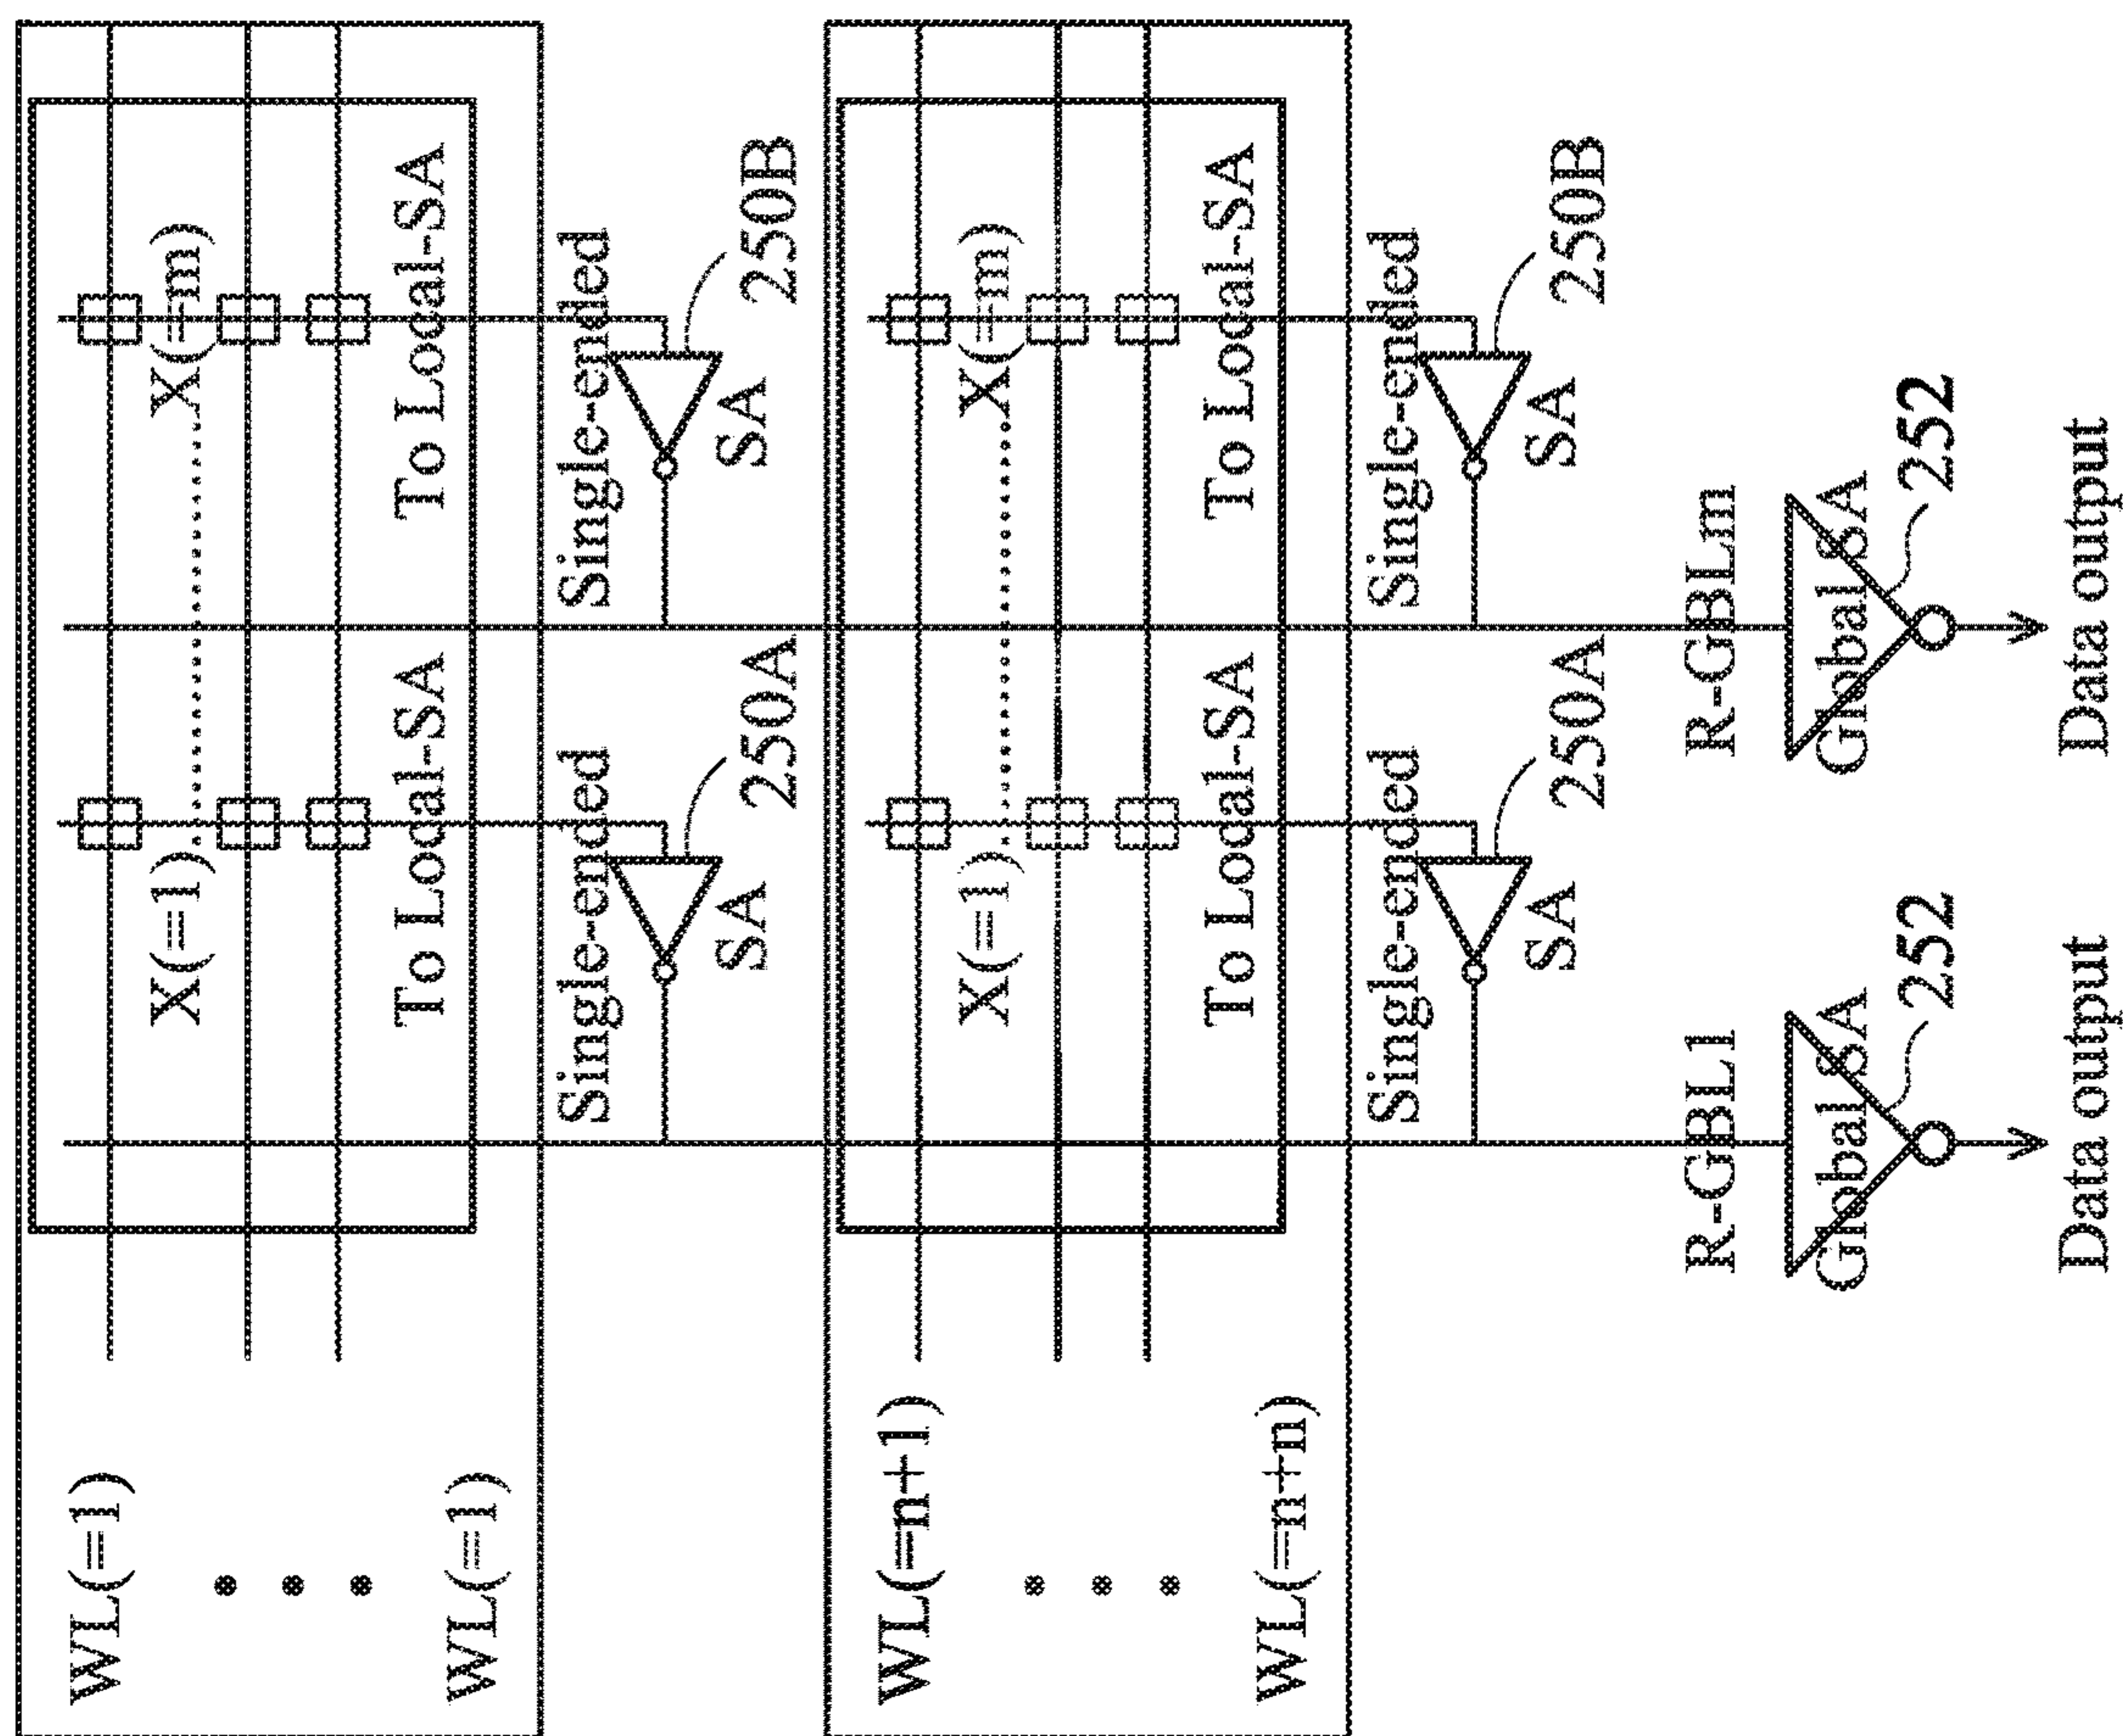 WL(=1)
WL(=1)
X(=1)
X(=m)
To Local-SA
To Local-SA
Single-ended
SA
250A
Single-ended
SA
250B
WL(=n+1)
WL(=n+n)
X(=1)
X(=m)
To Local-SA
To Local-SA
Single-ended
SA
250A
Single-ended
SA
250B
R-GBL1
Global SA
252
Data output
R-GBLm
Global SA
252
Data output